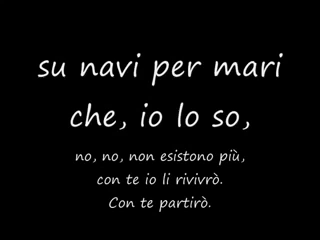 su navi per mari
che, io lo so,
no, no, non esistono più,
con te io li rivivrò.
Con te partirò.